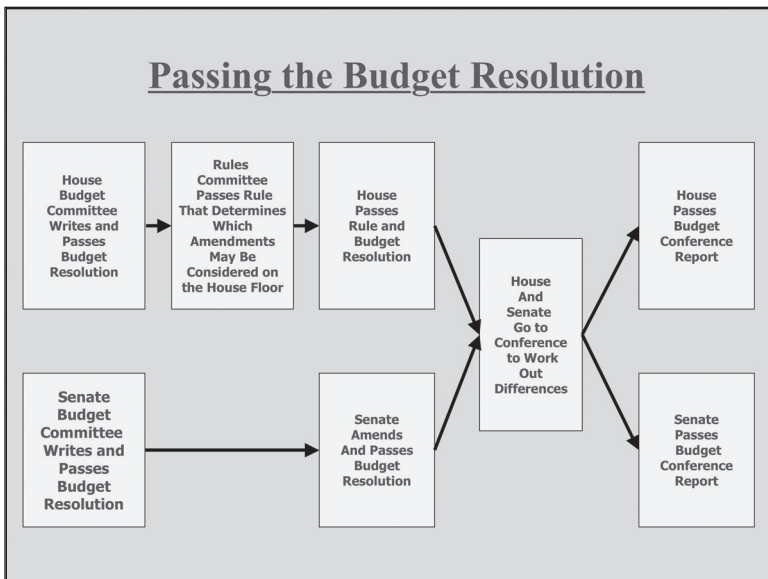 Passing the Budget Resolution
House
Budget
Committee
Writes and
Passes
Budget
Resolution
Rules
Committee
Passes Rule
That Determines
Which
Amendments
May Be
Considered on
the House Floor
House
Passes
Rule and
Budget
Resolution
House
And
Senate
Go to
Conference
to Work
Out
Differences
House
Passes
Budget
Conference
Report
Senate
Budget
Committee
Writes and
Passes
Budget
Resolution
Senate
Amends
And Passes
Budget
Resolution
Senate
Passes
Budget
Conference
Report